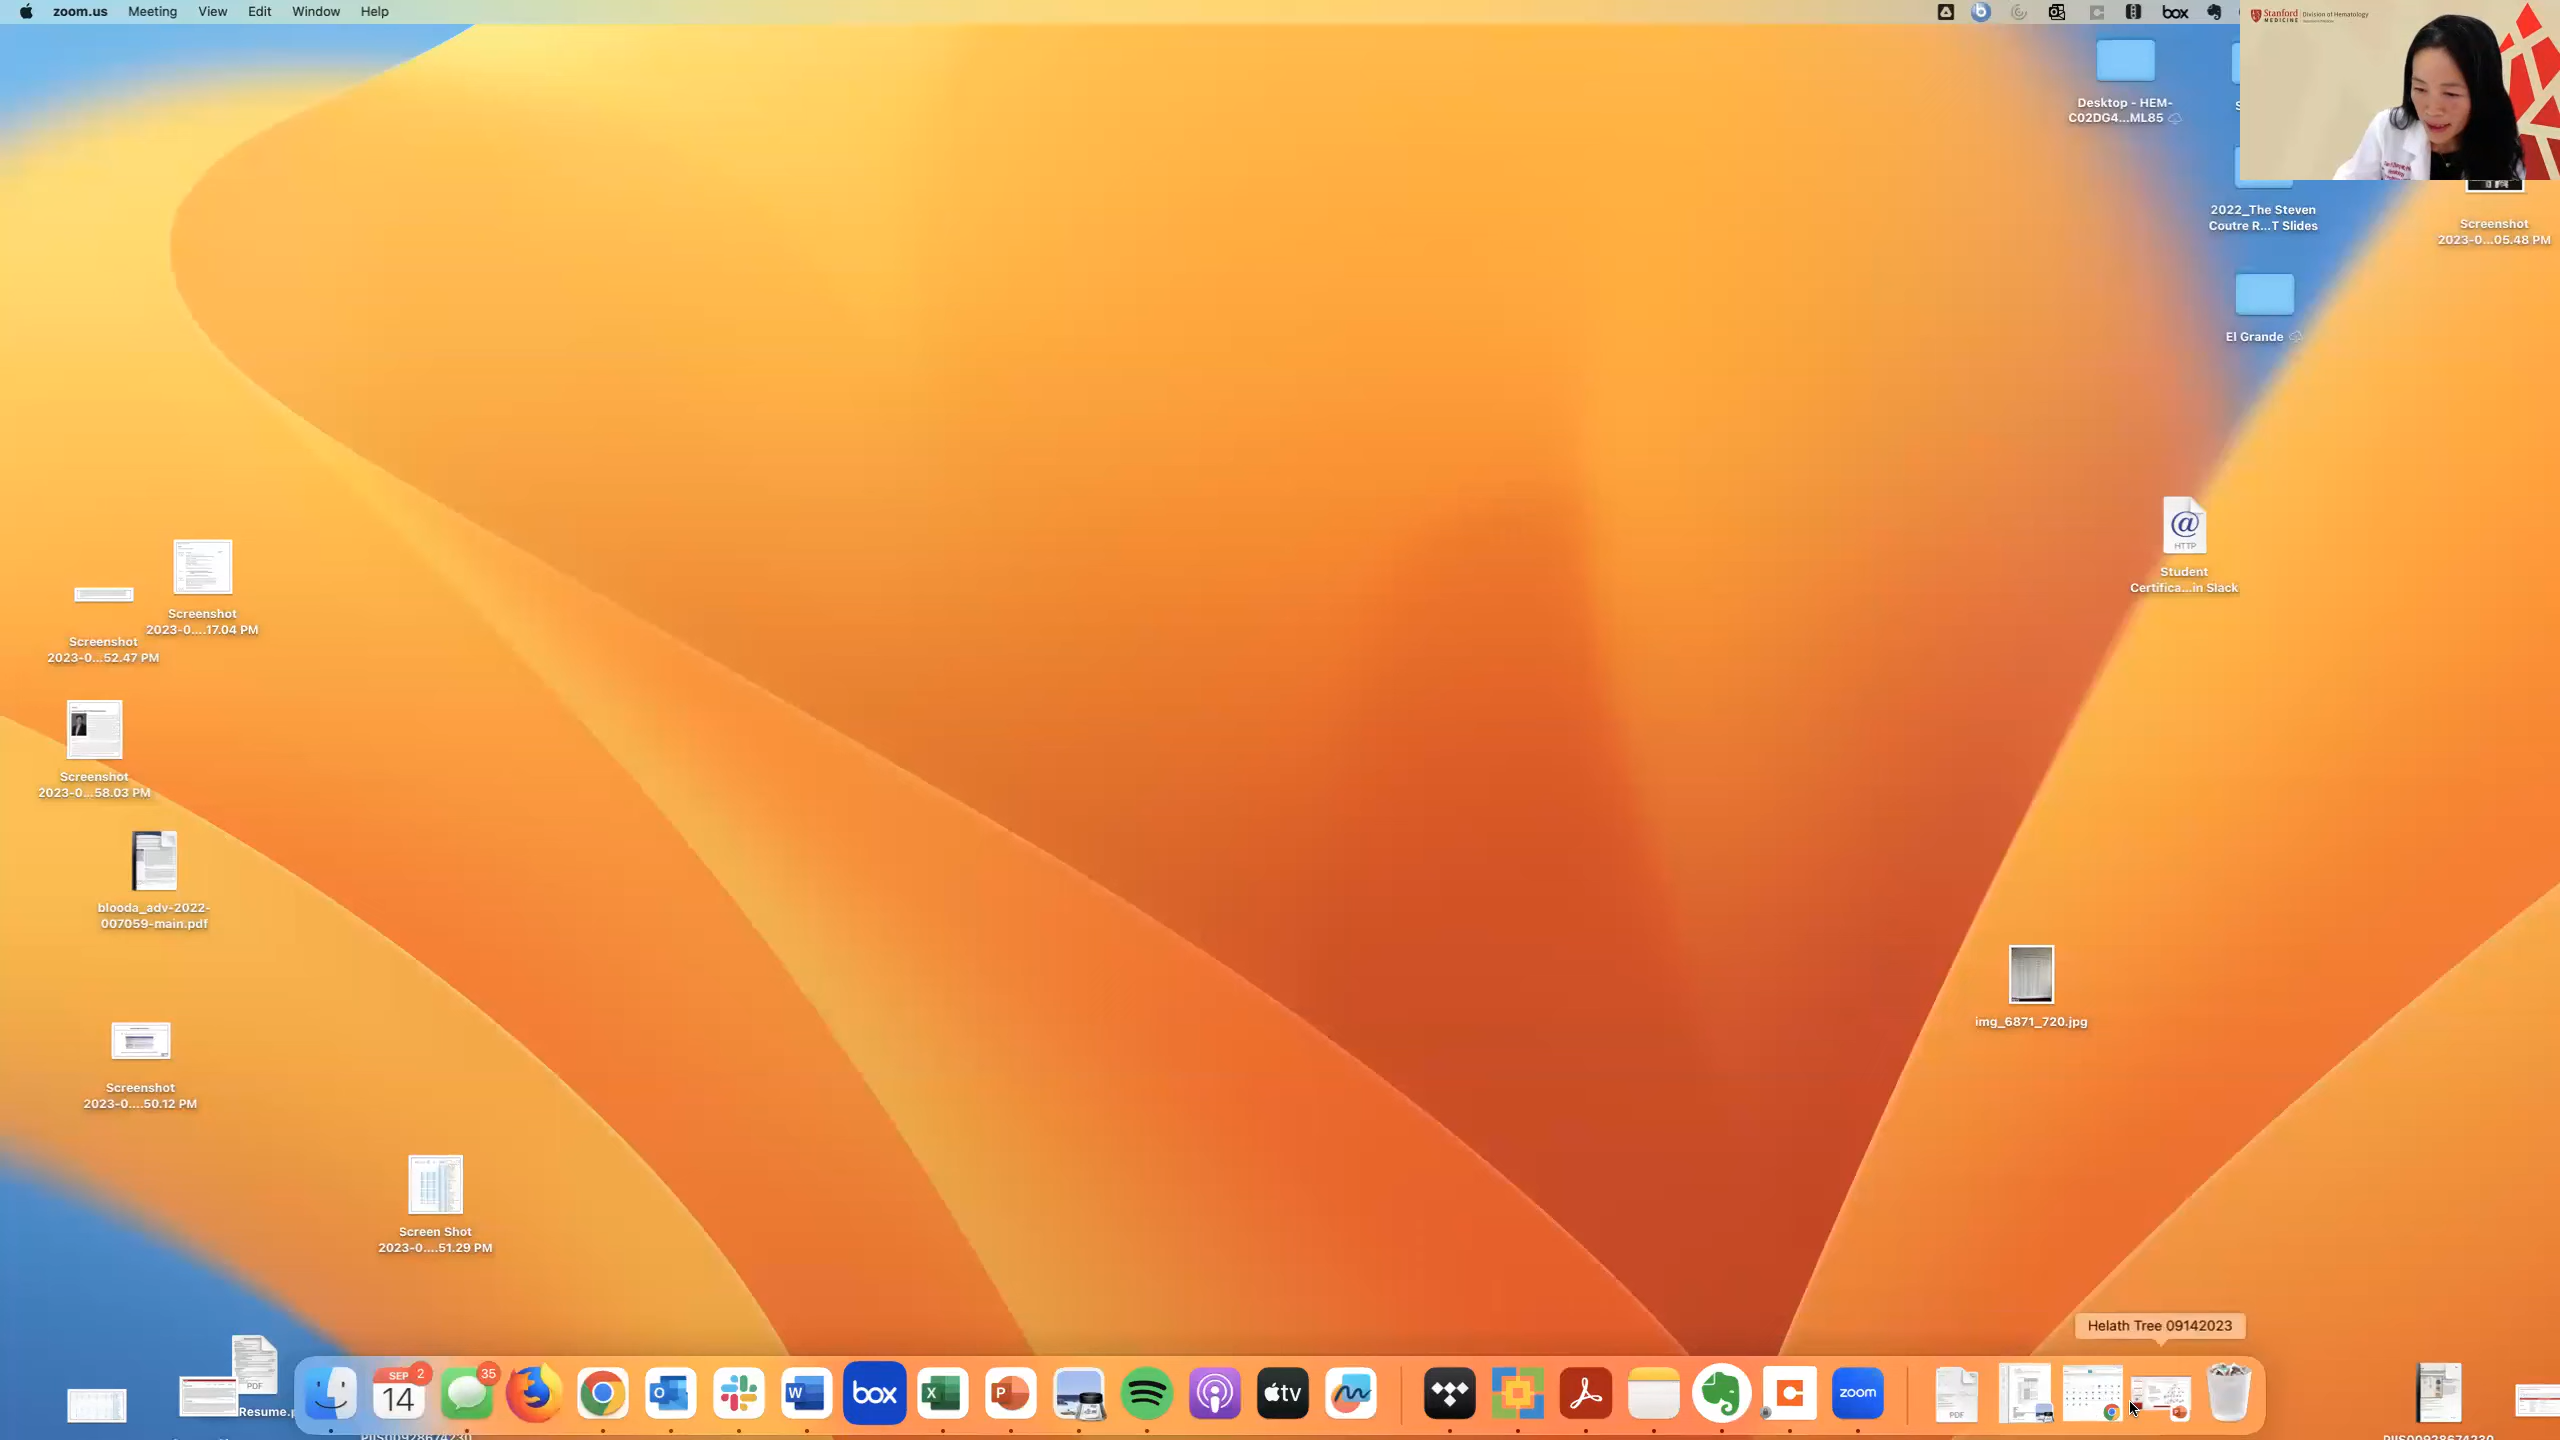 zoom.us Meeting View Edit Window Help
box
Stanford
MEDICINE
Division of Hematology
Desktop - HEM-
C02DG4...ML85
2022_The Steven
Coutre R...T Slides
Screenshot
2023-0...05.48 PM
El Grande
@
HTTP
Student
Certifica...in Slack
Screenshot
2023-0....17.04 PM
Screenshot
2023-0...52.47 PM
Screenshot
2023-0...58.03 PM
blooda_adv-2022-
007059-main.pdf
img_6871_720.jpg
Screenshot
2023-0....50.12 PM
Screen Shot
2023-0....51.29 PM
Helath Tree 09142023
PDF
Resume.p
SEP
14
2
35
O
W
box
X
P
tv
zoom
PDF
PIIS00928674230
PIIS00928674230